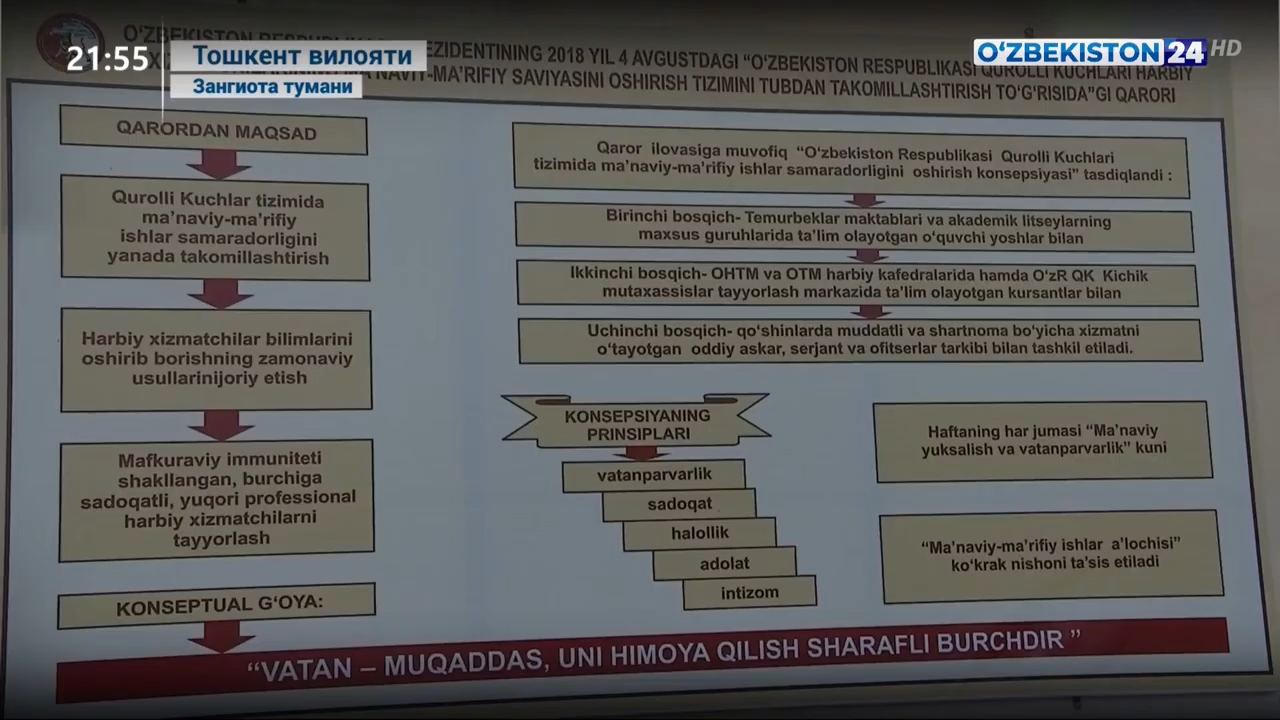 21:55
Тошкент вилояти
Зангиота тумани
O‘ZBEKISTON 24 HD
O‘ZBEKISTON
EZIDENTINING 2018 YIL 4 AVGUSTDAGI “O‘ZBEKISTON RESPUBLIKASI QUROLLI KUCHLARI HARBIY
SAVIYASINI OSHIRISH TIZIMINI TUBDAN TAKOMILLASHTIRISH TO‘G‘RISIDA”GI QARORI
QARORDAN MAQSAD
Qurolli Kuchlar tizimida
ma’naviy-ma’rifiy
ishlar samaradorligini
yanada takomillashtirish
Harbiy xizmatchilar bilimlarini
oshirib borishning zamonaviy
usullarinijoriy etish
Mafkuraviy immuniteti
shakllangan, burchiga
sadoqatli, yuqori professional
harbiy xizmatchilarni
tayyorlash
KONSEPTUAL G‘OYA:
Qaror ilovasiga muvofiq “O‘zbekiston Respublikasi Qurolli Kuchlari
tizimida ma’naviy-ma’rifiy ishlar samaradorligini oshirish konsepsiyasi” tasdiqlandi :
Birinchi bosqich- Temurbeklar maktablari va akademik litseylarning
maxsus guruhlarida ta’lim olayotgan o‘quvchi yoshlar bilan
Ikkinchi bosqich- OHTM va OTM harbiy kafedralarida hamda O‘zR QK Kichik
mutaxassislar tayyorlash markazida ta’lim olayotgan kursantlar bilan
Uchinchi bosqich- qo‘shinlarda muddatli va shartnoma bo‘yicha xizmatni
o‘tayotgan oddiy askar, serjant va ofitserlar tarkibi bilan tashkil etiladi.
KONSEPSIYANING
PRINSIPLARI
vatanparvarlik
sadoqat
halollik
adolat
intizom
Haftaning har jumasi “Ma’naviy
yuksalish va vatanparvarlik” kuni
“Ma’naviy-ma’rifiy ishlar a’lochisi”
ko‘krak nishoni ta’sis etiladi
“VATAN – MUQADDAS, UNI HIMOYA QILISH SHARAFLI BURCHDIR ”